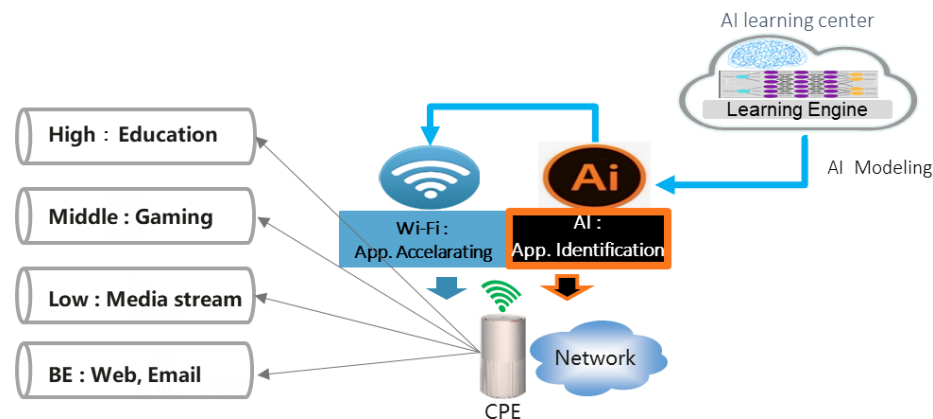 AI learning center
Learning Engine
AI Modeling
High : Education
Middle : Gaming
Low : Media stream
BE : Web, Email
Ai
Wi-Fi :
App. Accelarating
AI :
App. Identification
Network
CPE